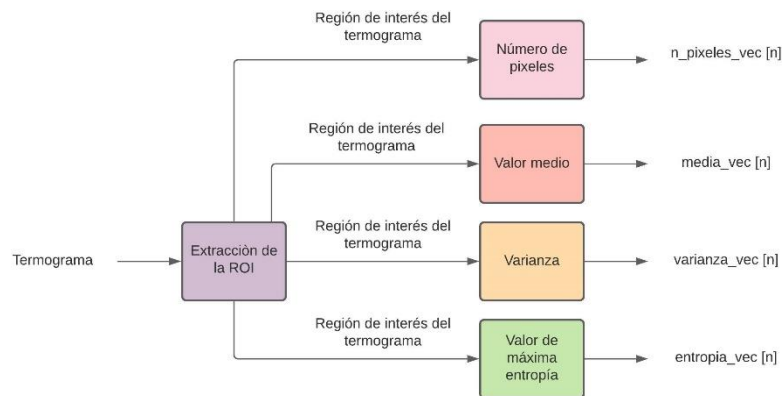 Región de interés del
termograma
Número de
pixeles
n_pixeles_vec [n]
Región de interés del
termograma
Valor medio
media_vec [n]
Termograma
Extracciòn de
la ROI
Región de interés del
termograma
Varianza
varianza_vec [n]
Región de interés del
termograma
Valor de
máxima
entropía
entropia_vec [n]